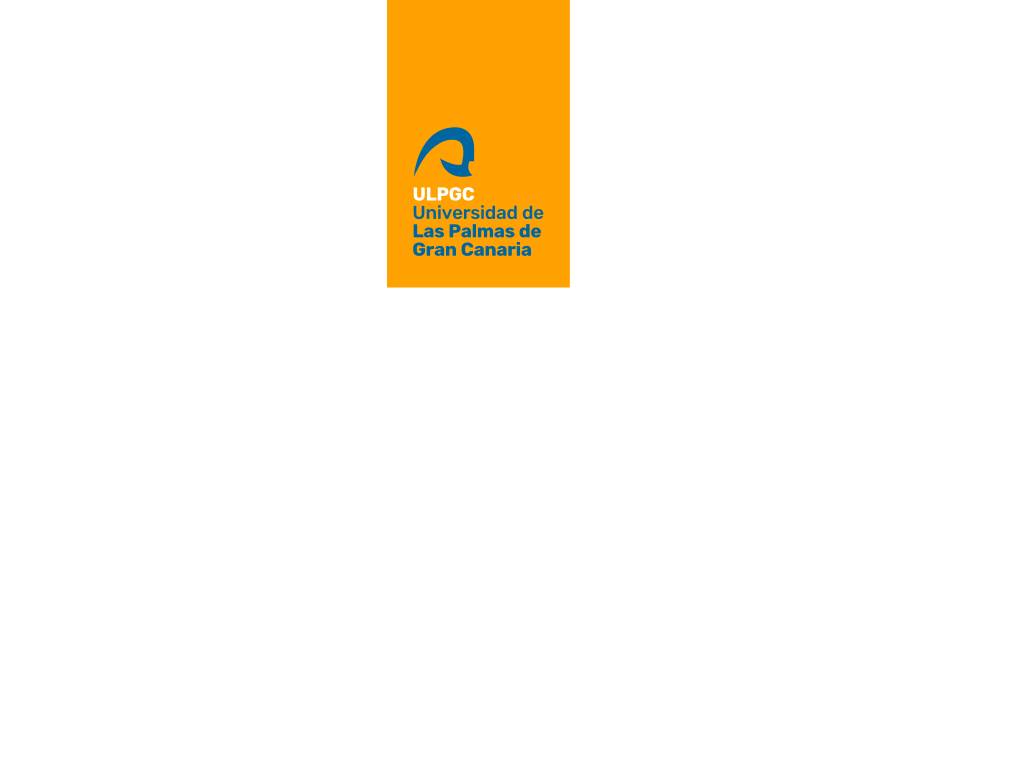 ULPGC
Universidad de
Las Palmas de
Gran Canaria